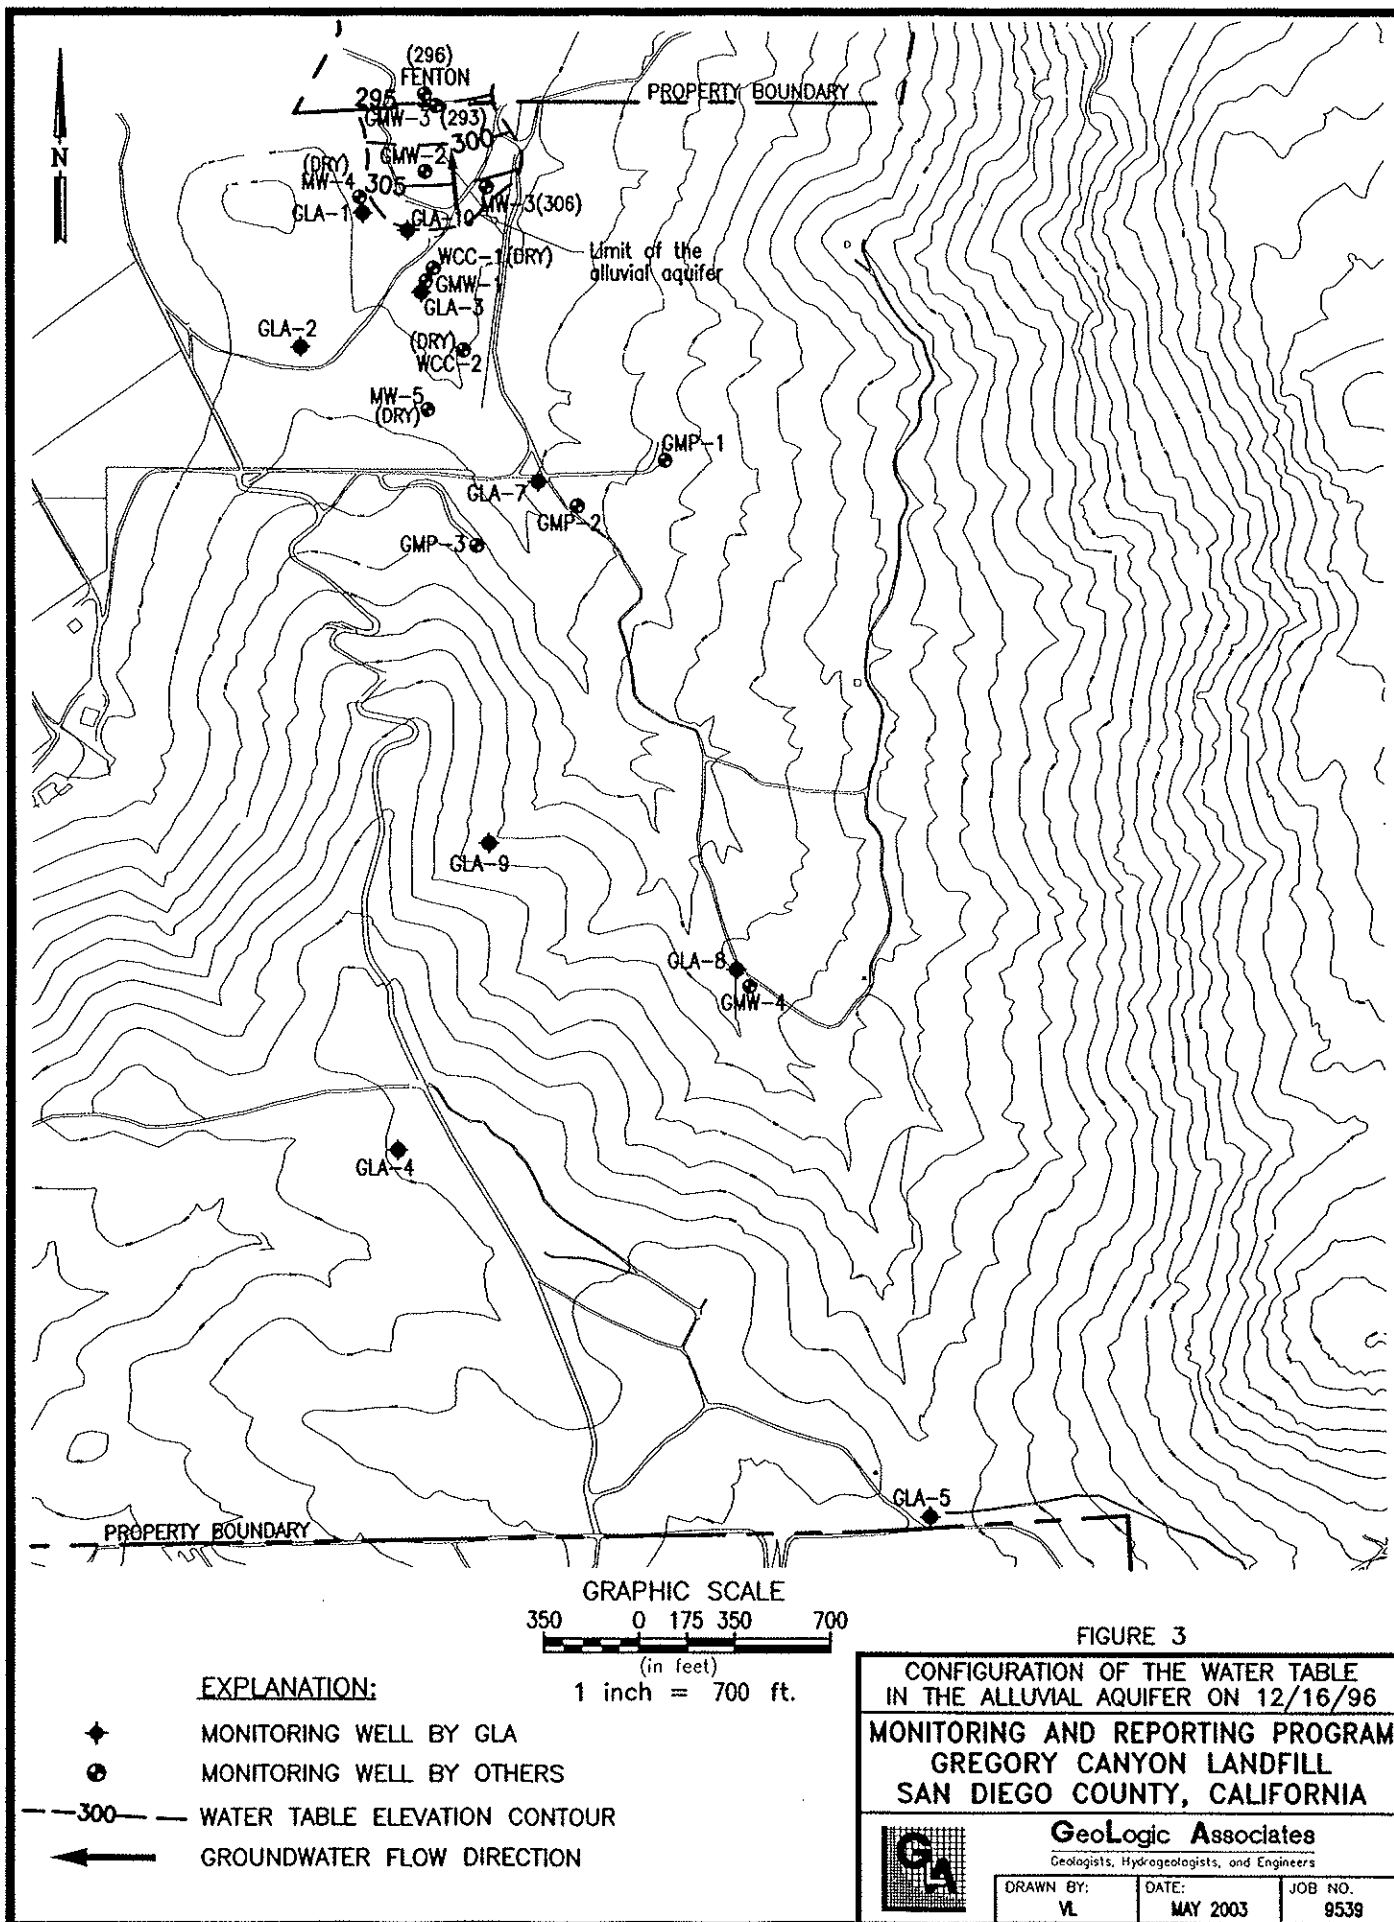 (296)
FENTON
295
GMW-3 (293)
PROPERTY BOUNDARY
N
300
GMW-2
(DRY)
MW-4
305
MW-3(306)
GLA-1
GLA-10
Limit of the
alluvial aquifer
WCC-1(DRY)
GMW-1
GLA-3
GLA-2
(DRY)
WCC-2
MW-5
(DRY)
GMP-1
GLA-7
GMP-2
GMP-3
GLA-9
GLA-8
GMW-4
GLA-4
GLA-5
PROPERTY BOUNDARY
GRAPHIC SCALE
350 0 175 350 700
(in feet)
1 inch = 700 ft.
EXPLANATION:
MONITORING WELL BY GLA
MONITORING WELL BY OTHERS
300 WATER TABLE ELEVATION CONTOUR
GROUNDWATER FLOW DIRECTION
FIGURE 3
CONFIGURATION OF THE WATER TABLE
IN THE ALLUVIAL AQUIFER ON 12/16/96
MONITORING AND REPORTING PROGRAM
GREGORY CANYON LANDFILL
SAN DIEGO COUNTY, CALIFORNIA
GLA
GeoLogic Associates
Geologists, Hydrogeologists, and Engineers
DRAWN BY: DATE: JOB NO.
VL MAY 2003 9539